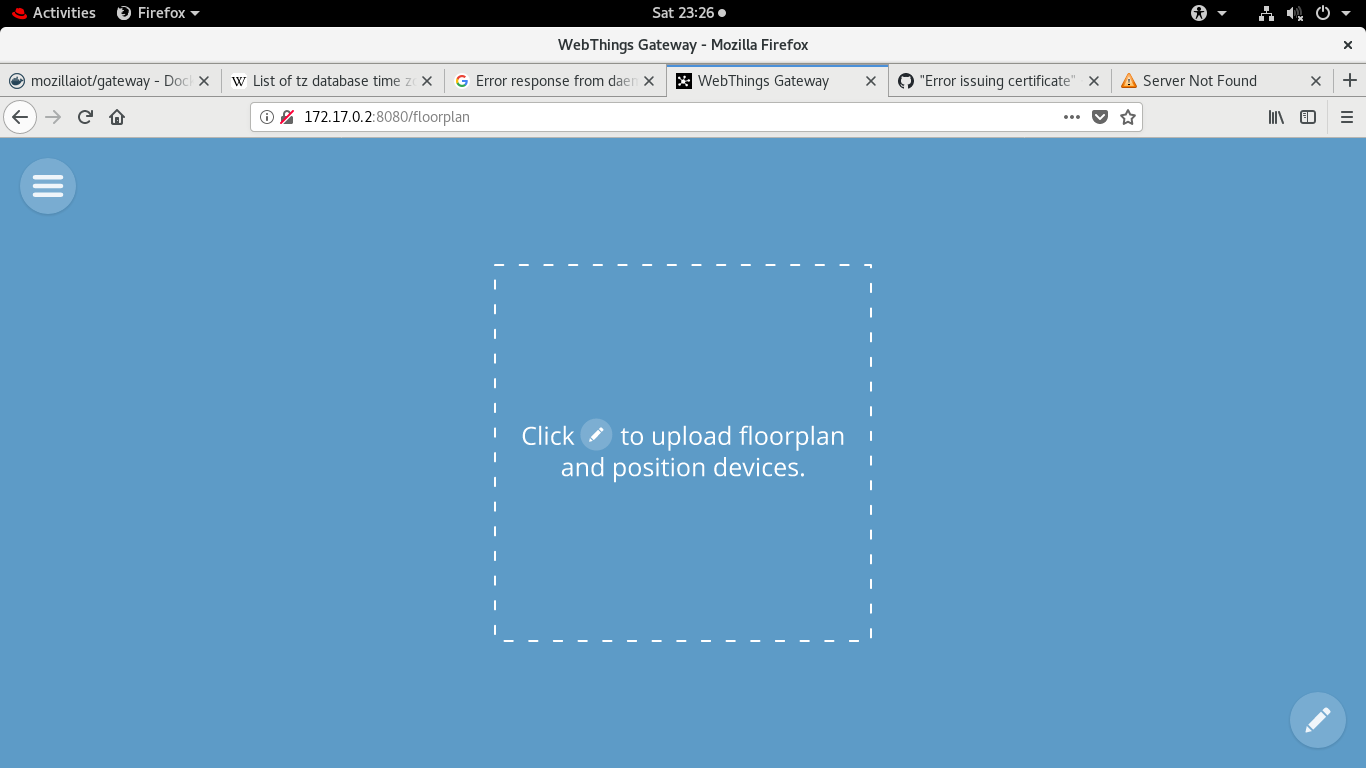 Activities Firefox Sat 23:26
WebThings Gateway - Mozilla Firefox
mozillaiot/gateway - Doc List of tz database time z Error response from daem WebThings Gateway "Error issuing certificate" Server Not Found
172.17.0.2:8080/floorplan
Click to upload floorplan
and position devices.